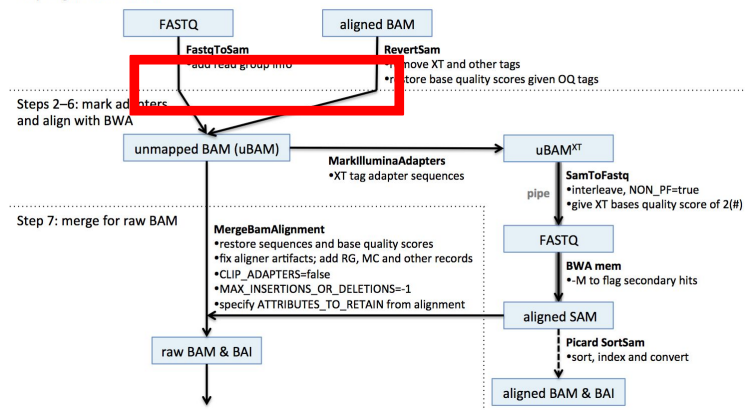 FASTQ
aligned BAM
FastqToSam
•add read group info
RevertSam
•remove XT and other tags
•restore base quality scores given OQ tags
Steps 2–6: mark adapters
and align with BWA
unmapped BAM (uBAM)
uBAMXT
MarkIlluminaAdapters
•XT tag adapter sequences
SamToFastq
•interleave, NON_PF=true
•give XT bases quality score of 2(#)
pipe
Step 7: merge for raw BAM
MergeBamAlignment
•restore sequences and base quality scores
•fix aligner artifacts; add RG, MC and other records
•CLIP_ADAPTERS=false
•MAX_INSERTIONS_OR_DELETIONS=-1
•specify ATTRIBUTES_TO_RETAIN from alignment
FASTQ
BWA mem
•-M to flag secondary hits
aligned SAM
raw BAM & BAI
Picard SortSam
•sort, index and convert
aligned BAM & BAI